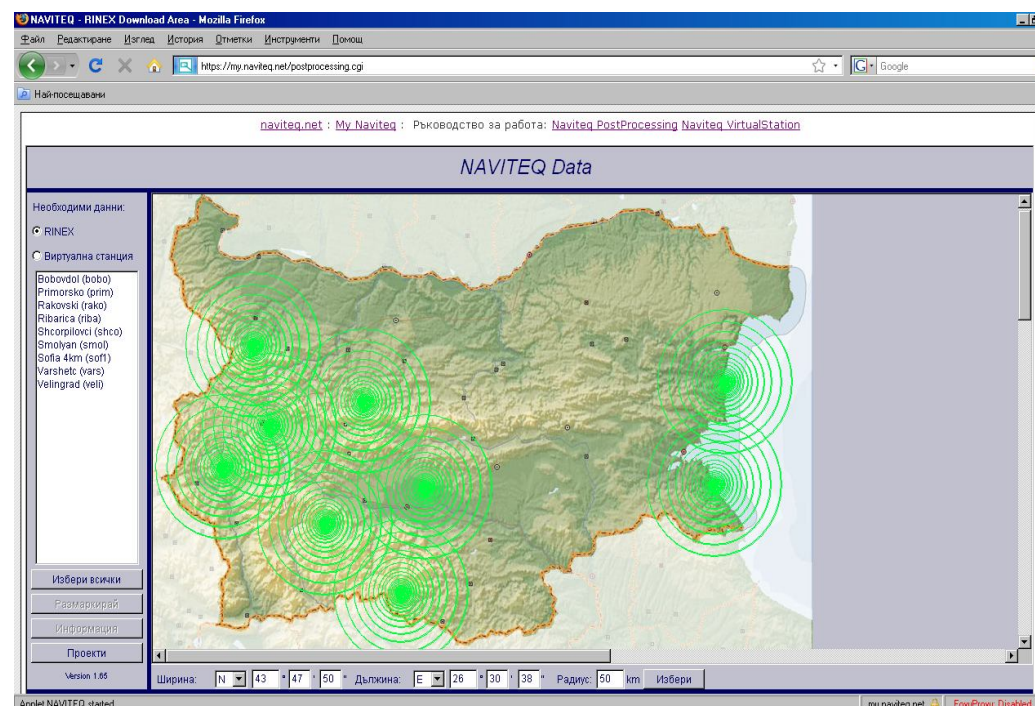 NAVITEQ - RINEX Download Area - Mozilla Firefox
Файл Редактиране Изглед История Отметки Инструменти Помощ
https://my.naviteq.net/postprocessing.cgi
G Google
Най-посещавани
naviteq.net : My Naviteq : Ръководство за работа: Naviteq PostProcessing Naviteq VirtualStation
NAVITEQ Data
Необходими данни:
RINEX
Виртуална станция
Bobovdol (bobo)
Primorsko (prim)
Rakovski (rako)
Ribarica (riba)
Shcorpilovci (shco)
Smolyan (smol)
Sofia 4km (sof1)
Varshetc (vars)
Velingrad (veli)
Избери всички
Размаркирай
Информация
Проекти
Version 1.65
Ширина: N 43 ° 47 ' 50 " Дължина: E 26 ° 30 ' 38 " Радиус: 50 km Избери
Applet NAVITEQ started
my.naviteq.net FoxyProxy: Disabled